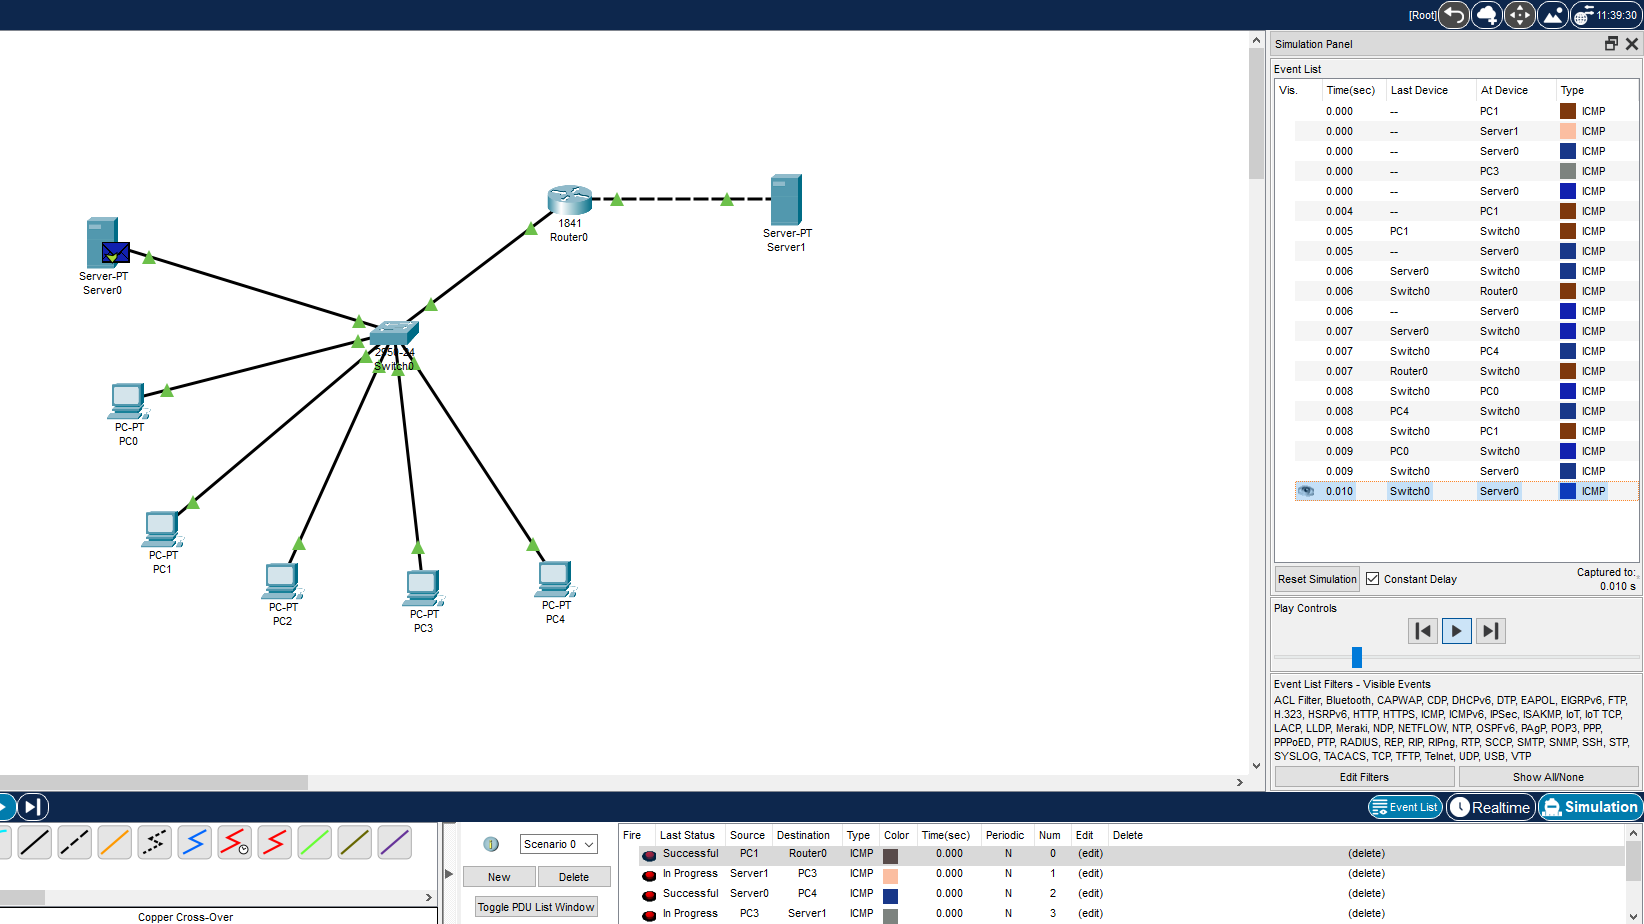 [Root] 11:39:30
Simulation Panel
Event List
Vis. Time(sec) Last Device At Device Type
0.000 -- PC1 ICMP
0.000 -- Server1 ICMP
0.000 -- Server0 ICMP
0.000 -- PC3 ICMP
0.000 -- Server0 ICMP
0.004 -- PC1 ICMP
0.005 PC1 Switch0 ICMP
0.005 -- Server0 ICMP
0.006 Server0 Switch0 ICMP
0.006 Switch0 Router0 ICMP
0.006 -- Server0 ICMP
0.007 Server0 Switch0 ICMP
0.007 Switch0 PC4 ICMP
0.007 Router0 Switch0 ICMP
0.008 Switch0 PC0 ICMP
0.008 PC4 Switch0 ICMP
0.008 Switch0 PC1 ICMP
0.009 PC0 Switch0 ICMP
0.009 Switch0 Server0 ICMP
0.010 Switch0 Server0 ICMP
Reset Simulation Constant Delay Captured to:
0.010 s
Play Controls
Event List Filters - Visible Events
ACL Filter, Bluetooth, CAPWAP, CDP, DHCPv6, DTP, EAPOL, EIGRPv6, FTP,
H.323, HSRPv6, HTTP, HTTPS, ICMP, ICMPv6, IPSec, ISAKMP, IoT, IoT TCP,
LACP, LLDP, Meraki, NDP, NETFLOW, NTP, OSPFv6, PAgP, POP3, PPP,
PPPoED, PTP, RADIUS, REP, RIP, RIPng, RTP, SCCP, SMTP, SNMP, SSH, STP,
SYSLOG, TACACS, TCP, TFTP, Telnet, UDP, USB, VTP
Edit Filters Show All/None
1841
Router0
Server-PT
Server1
Server-PT
Server0
2950-24
Switch0
PC-PT
PC0
PC-PT
PC1
PC-PT
PC2
PC-PT
PC3
PC-PT
PC4
Event List Realtime Simulation
Copper Cross-Over
Scenario 0
New Delete
Toggle PDU List Window
Fire Last Status Source Destination Type Color Time(sec) Periodic Num Edit Delete
Successful PC1 Router0 ICMP 0.000 N 0 (edit) (delete)
In Progress Server1 PC3 ICMP 0.000 N 1 (edit) (delete)
Successful Server0 PC4 ICMP 0.000 N 2 (edit) (delete)
In Progress PC3 Server1 ICMP 0.000 N 3 (edit) (delete)